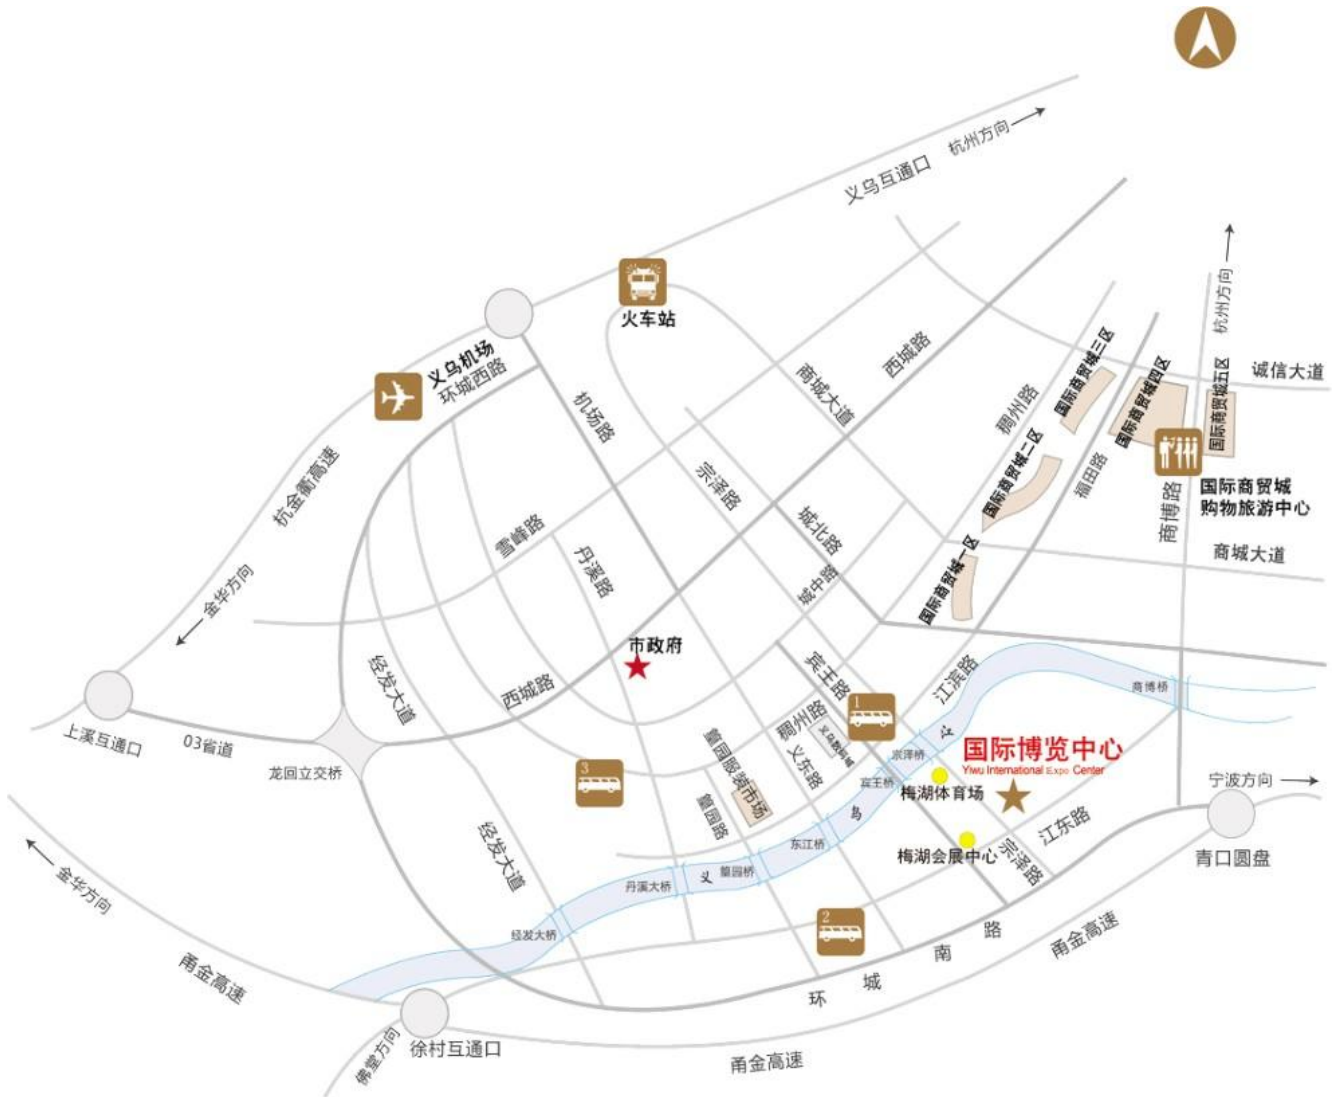 杭州方向
义乌互通口
杭州方向
火车站
义乌机场
环城西路
机场路
商城大道
西城路
稠州路
国际商贸城三区
国际商贸城四区
国际商贸城五区
诚信大道
杭金衢高速
宗泽路
国际商贸城二区
福田路
商博路
国际商贸城
购物旅游中心
雪峰路
丹溪路
城北路
城中路
国际商贸城一区
商城大道
金华方向
市政府
经发大道
西城路
宾王路
江滨路
商博桥
上溪互通口
03省道
龙回立交桥
篁园服装市场
稠州路
义乌数码城
义东路
1
江
宗泽桥
国际博览中心
Yiwu International Expo Center
3
宾王桥
梅湖体育场
宁波方向
篁园路
乌
江东路
经发大道
东江桥
梅湖会展中心
宗泽路
青口圆盘
金华方向
丹溪大桥
义
篁园桥
2
经发大桥
环城南路
甬金高速
甬金高速
佛堂方向
徐村互通口
甬金高速